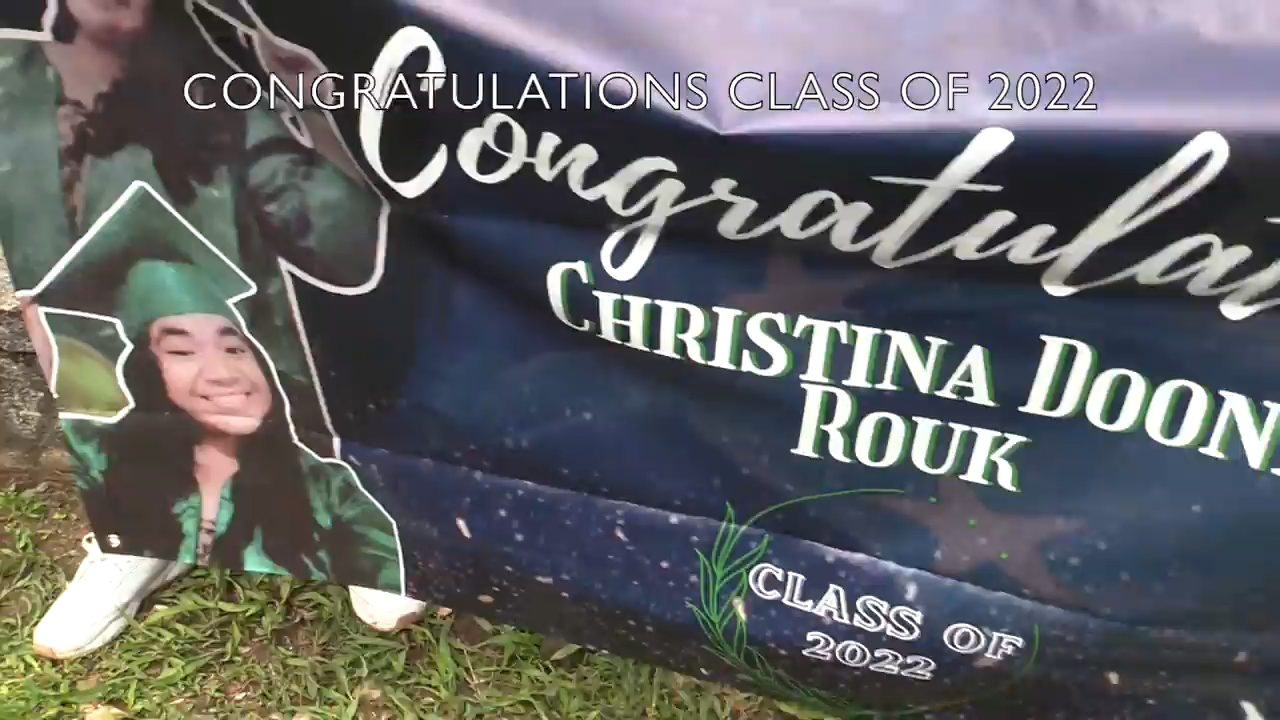 CONGRATULATIONS CLASS OF 2022
Congratula
CHRISTINA DOON
ROUK
CLASS OF
2022